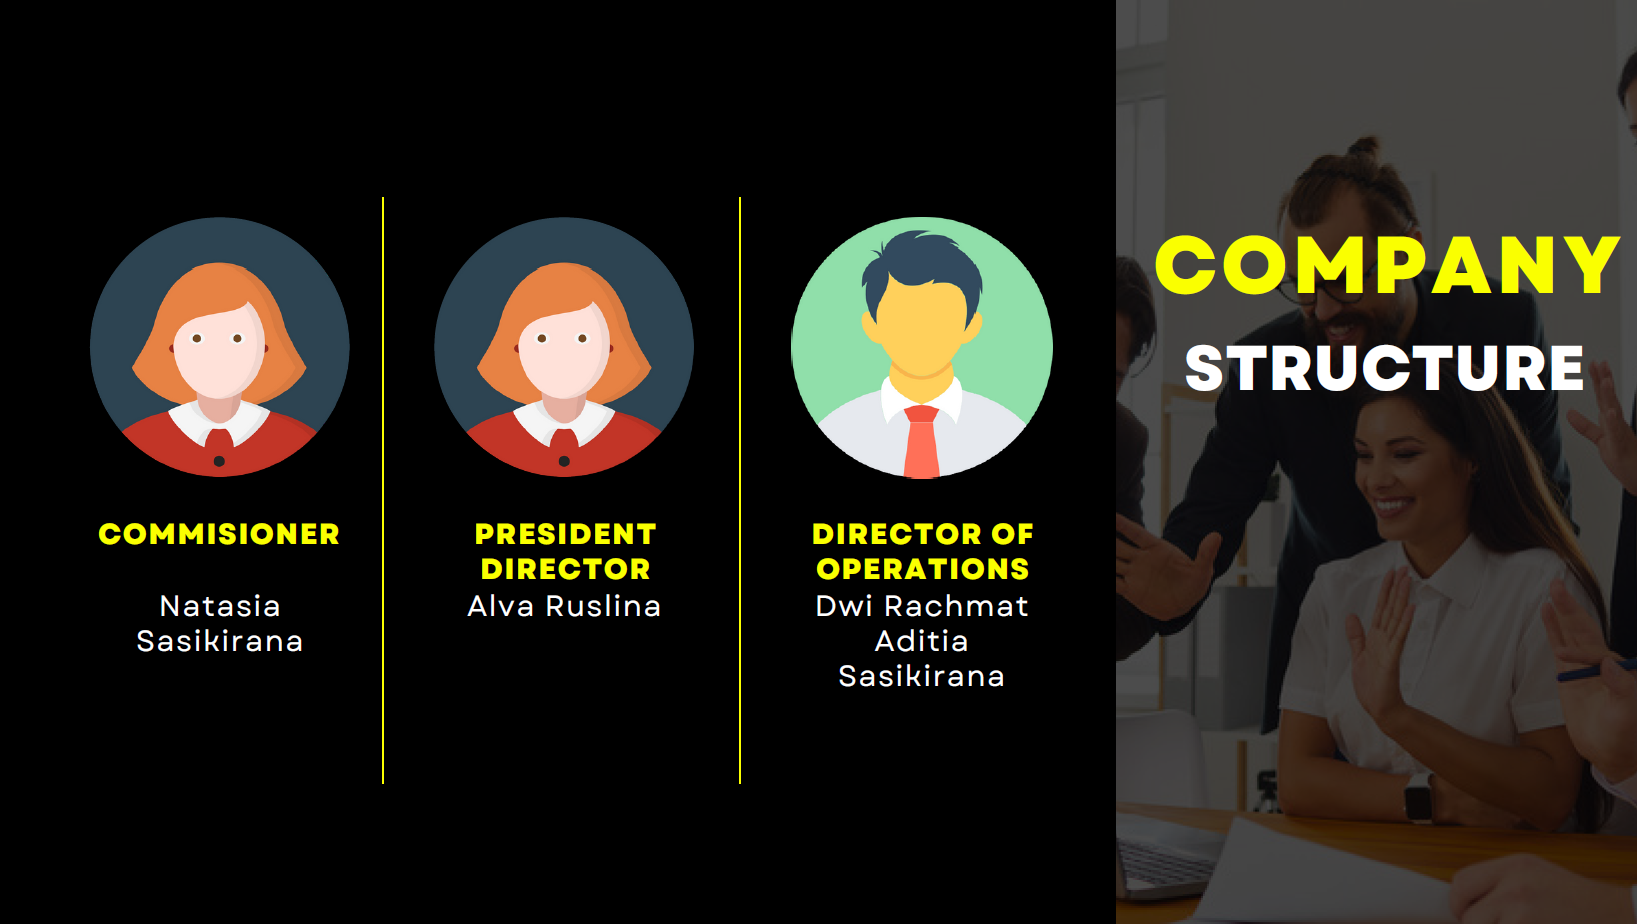 COMPANY
STRUCTURE
COMMISIONER
Natasia
Sasikirana
PRESIDENT
DIRECTOR
Alva Ruslina
DIRECTOR OF
OPERATIONS
Dwi Rachmat
Aditia
Sasikirana